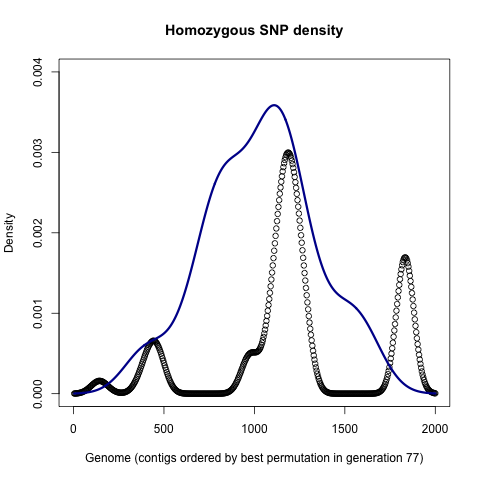 Homozygous SNP density
Density
0.004
0.003
0.002
0.001
0.000
0 500 1000 1500 2000
Genome (contigs ordered by best permutation in generation 77)